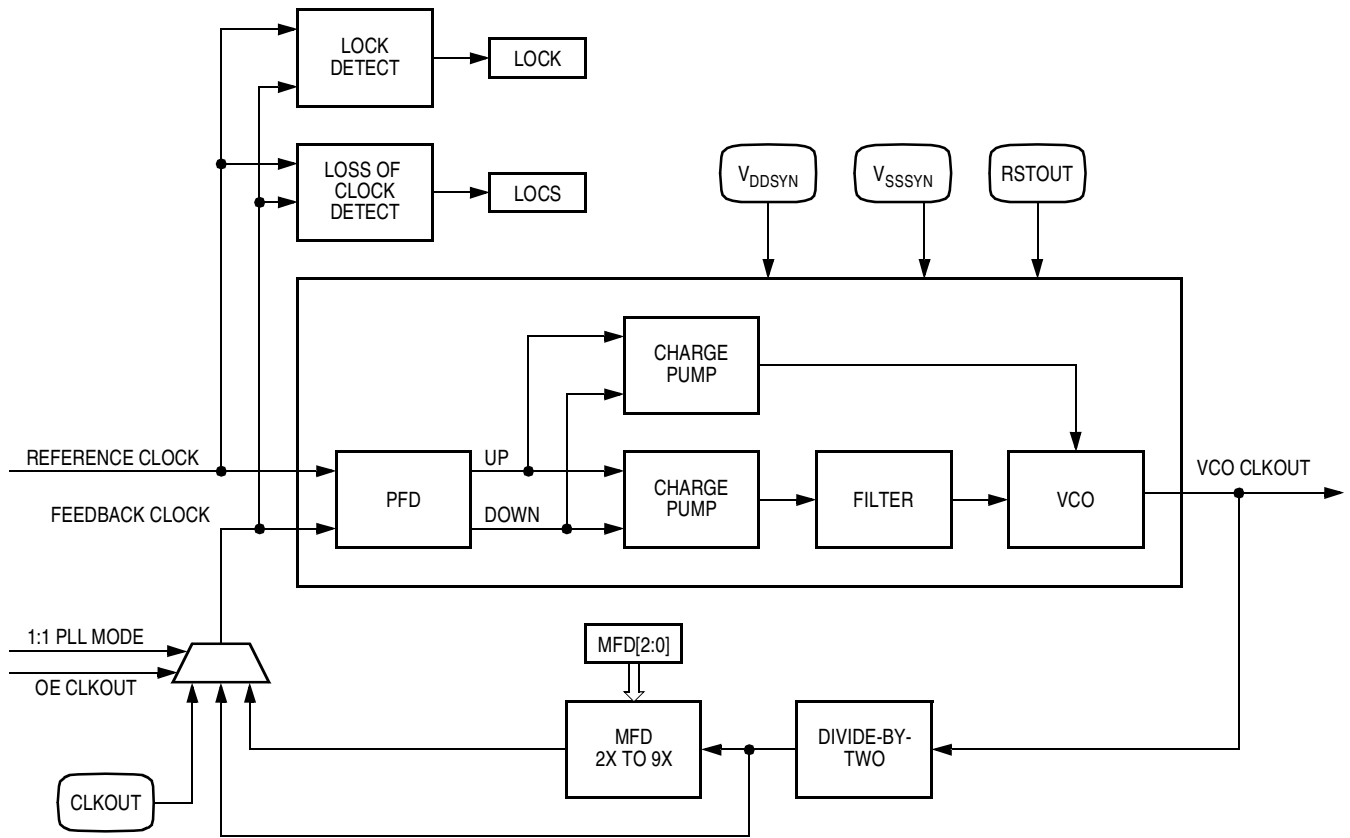 LOCK
DETECT
LOCK
LOSS OF
CLOCK
DETECT
LOCS
VDDSYN
VSSSYN
RSTOUT
CHARGE
PUMP
REFERENCE CLOCK
UP
VCO CLKOUT
PFD
CHARGE
PUMP
FILTER
VCO
FEEDBACK CLOCK
DOWN
1:1 PLL MODE
MFD[2:0]
OE CLKOUT
MFD
2X TO 9X
DIVIDE-BY-
TWO
CLKOUT